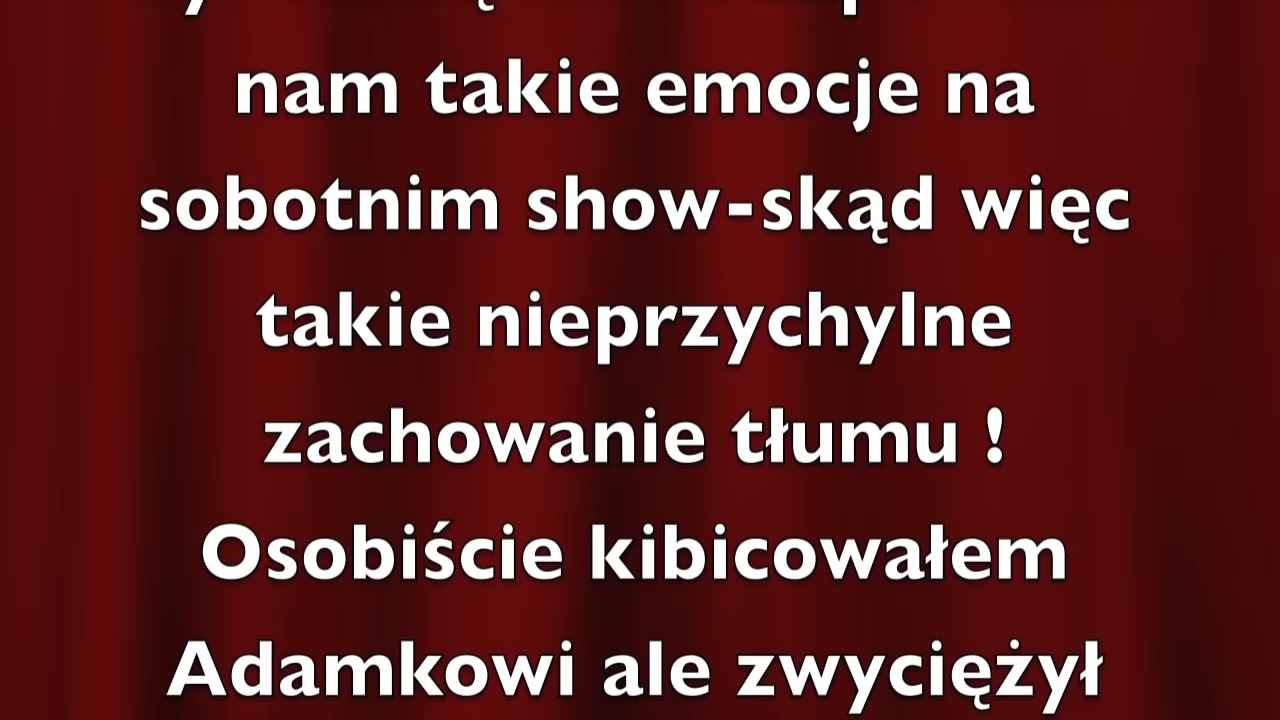 nam takie emocje na
sobotnim show-skąd więc
takie nieprzychylne
zachowanie tłumu !
Osobiście kibicowałem
Adamkowi ale zwyciężył